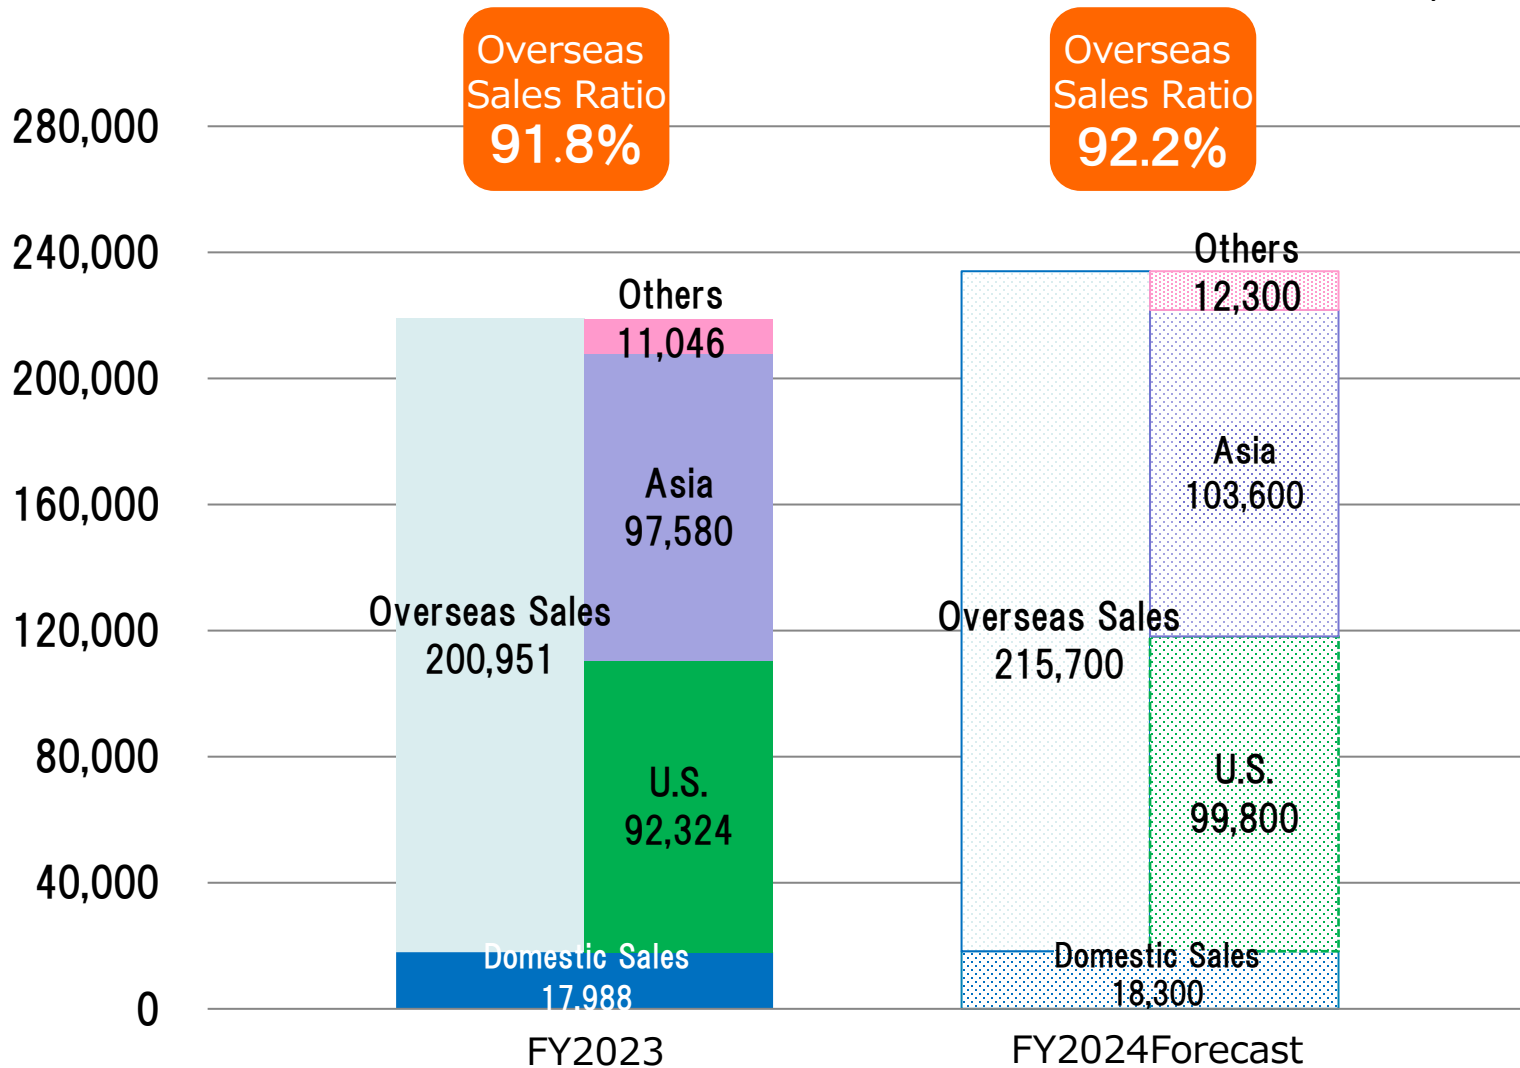 Overseas
Sales Ratio
91.8%
Overseas
Sales Ratio
92.2%
280,000
240,000
200,000
160,000
120,000
80,000
40,000
0
Others
11,046
Asia
97,580
Overseas Sales
200,951
U.S.
92,324
Domestic Sales
17,988
FY2023
Others
12,300
Asia
103,600
Overseas Sales
215,700
U.S.
99,800
Domestic Sales
18,300
FY2024Forecast